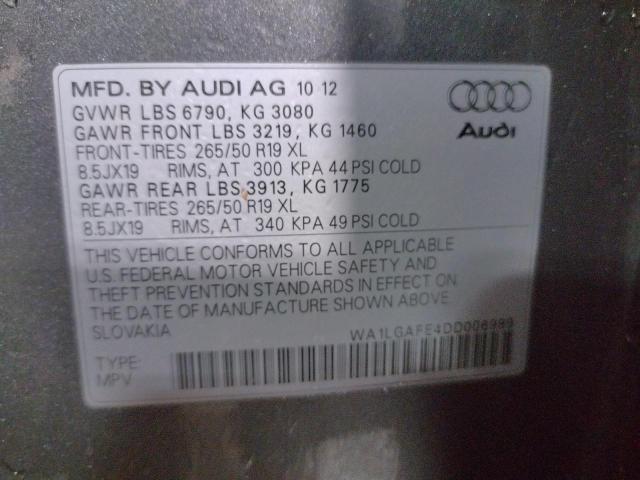 MFD. BY AUDI AG 10 12
GVWR LBS 6790, KG 3080
GAWR FRONT LBS 3219, KG 1460
FRONT-TIRES 265/50 R19 XL
8.5JX19 RIMS, AT 300 KPA 44 PSI COLD
GAWR REAR LBS 3913, KG 1775
REAR-TIRES 265/50 R19 XL
8.5JX19 RIMS, AT 340 KPA 49 PSI COLD
Audi
THIS VEHICLE CONFORMS TO ALL APPLICABLE
U.S. FEDERAL MOTOR VEHICLE SAFETY AND
THEFT PREVENTION STANDARDS IN EFFECT ON
THE DATE OF MANUFACTURE SHOWN ABOVE.
SLOVAKIA
WA1LGAFE4DD006989
TYPE:
MPV